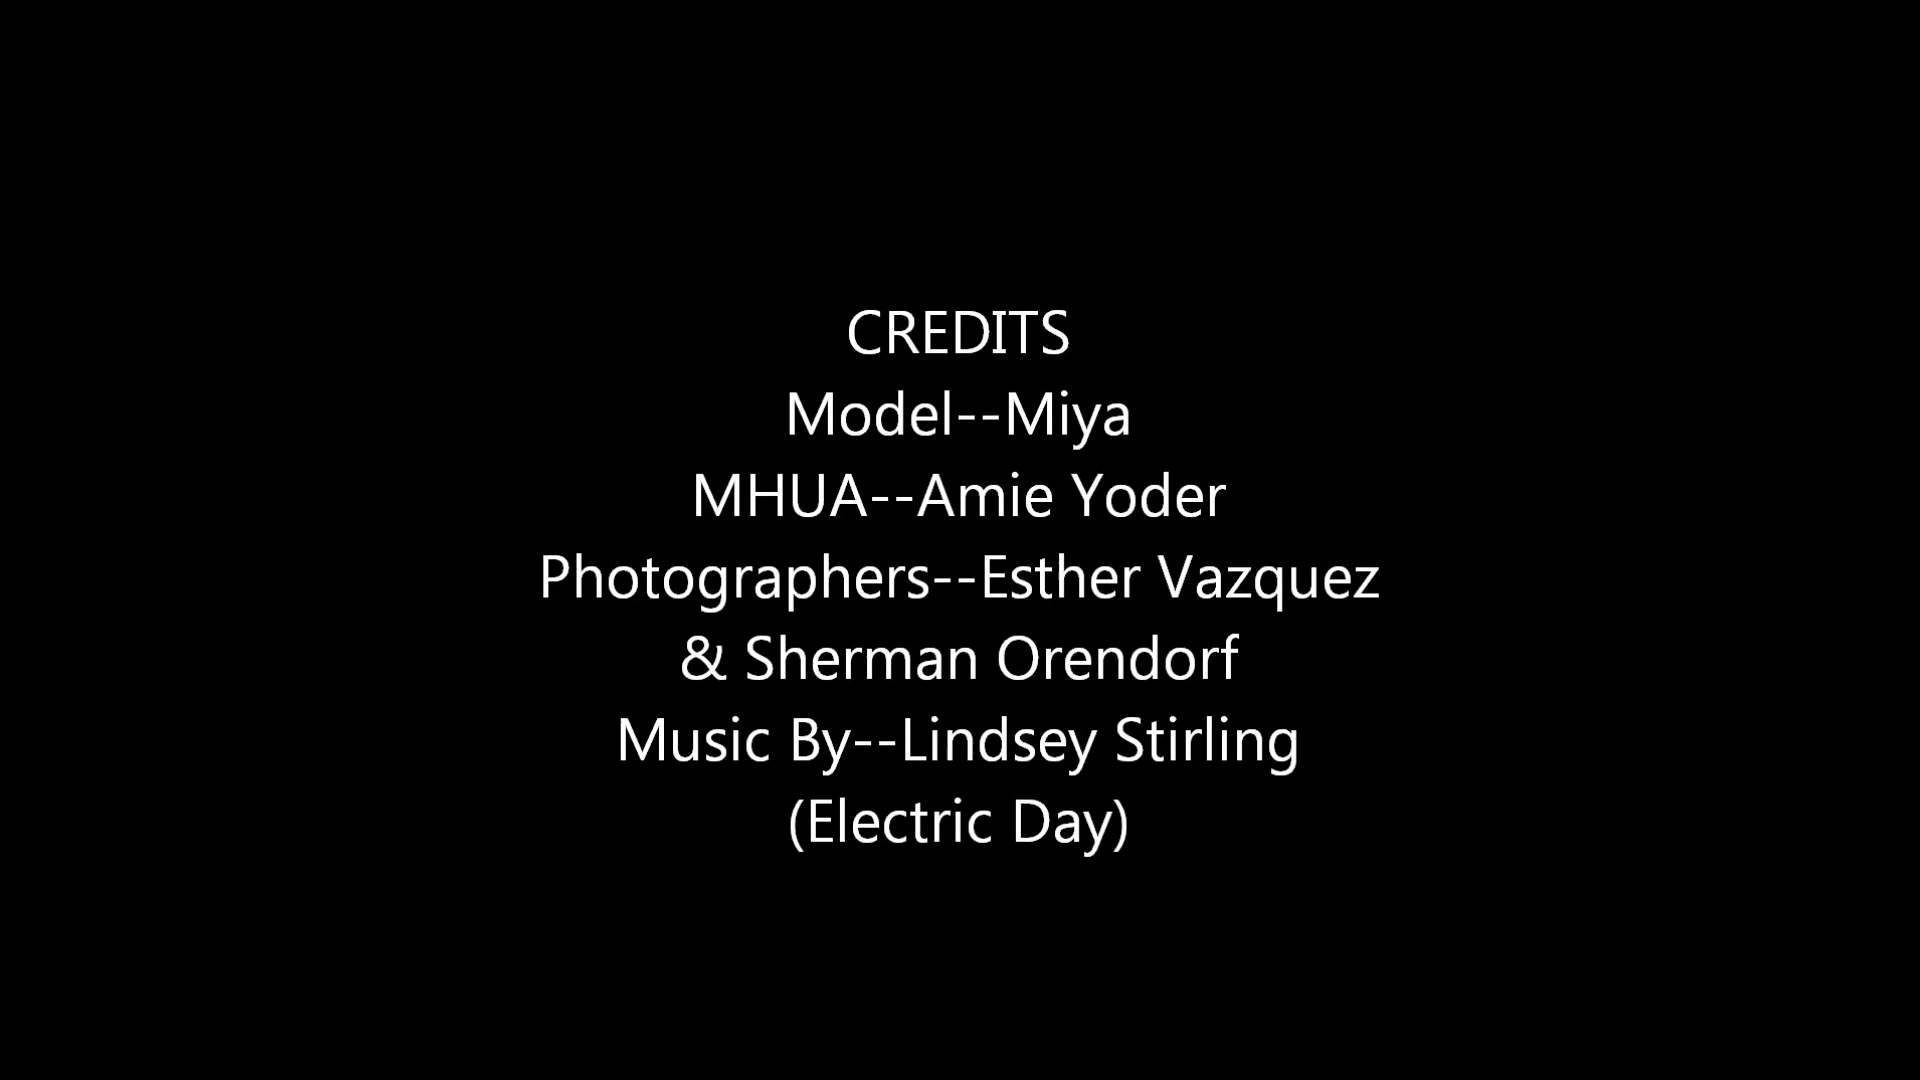 CREDITS
Model--Miya
MHUA--Amie Yoder
Photographers--Esther Vazquez
& Sherman Orendorf
Music By--Lindsey Stirling
(Electric Day)